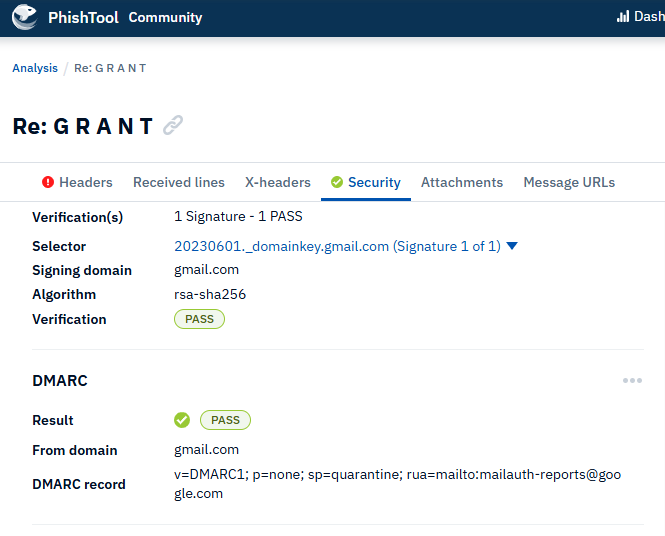 PhishTool Community Dash
Analysis / Re: G R A N T
Re: G R A N T
Headers Received lines X-headers Security Attachments Message URLs
Verification(s) 1 Signature - 1 PASS
Selector 20230601._domainkey.gmail.com (Signature 1 of 1)
Signing domain gmail.com
Algorithm rsa-sha256
Verification PASS
DMARC
Result PASS
From domain gmail.com
DMARC record v=DMARC1; p=none; sp=quarantine; rua=mailto:mailauth-reports@goo
gle.com